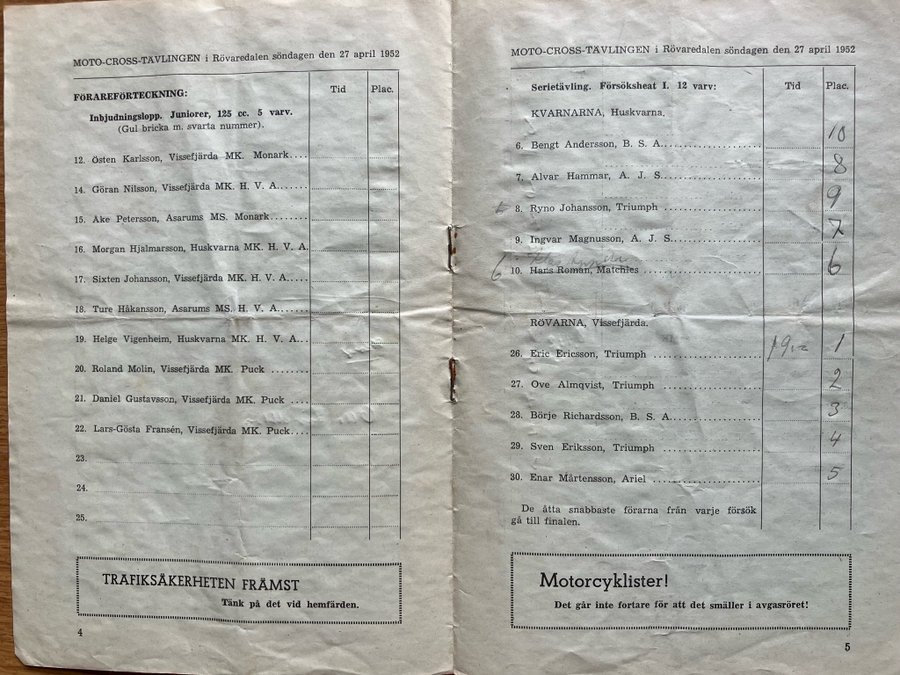 MOTO-CROSS-TÄVLINGEN i Rövaredalen söndagen den 27 april 1952
FÖRAREFÖRTECKNING: Tid Plac.
Inbjudningslopp. Juniorer, 125 cc. 5 varv.
(Gul bricka m. svarta nummer).
12. Östen Karlsson, Vissefjärda MK. Monark....
14. Göran Nilsson, Vissefjärda MK. H. V. A.......
15. Åke Petersson, Asarums MS. Monark........
16. Morgan Hjalmarsson, Huskvarna MK. H. V. A.
17. Sixten Johansson, Vissefjärda MK. H. V. A......
18. Ture Håkansson, Asarums MS. H. V. A.......
19. Helge Vigenheim, Huskvarna MK. H. V. A...
20. Roland Molin, Vissefjärda MK. Puck .......
21. Daniel Gustavsson, Vissefjärda MK. Puck ....
22. Lars-Gösta Fransén, Vissefjärda MK. Puck....
23.
24.
25.
TRAFIKSÄKERHETEN FRÄMST
Tänk på det vid hemfärden.
4
MOTO-CROSS-TÄVLINGEN i Rövaredalen söndagen den 27 april 1952
Serietävling. Försöksheat I. 12 varv: Tid Plac.
KVARNARNA, Huskvarna.
6. Bengt Andersson, B. S. A.................. 10
7. Alvar Hammar, A. J. S................... 8
8. Ryno Johansson, Triumph ................ 9
9. Ingvar Magnusson, A. J. S................. 7
6 10. Hans Roman, Matchles .................. 6
RÖVARNA, Vissefjärda.
26. Eric Ericsson, Triumph .................. 1
27. Ove Almqvist, Triumph ................. 2
28. Börje Richardsson, B. S. A................ 3
29. Sven Eriksson, Triumph ................. 4
30. Enar Mårtensson, Ariel .................. 5
De åtta snabbaste förarna från varje försök
gå till finalen.
Motorcyklister!
Det går inte fortare för att det smäller i avgasröret!
5